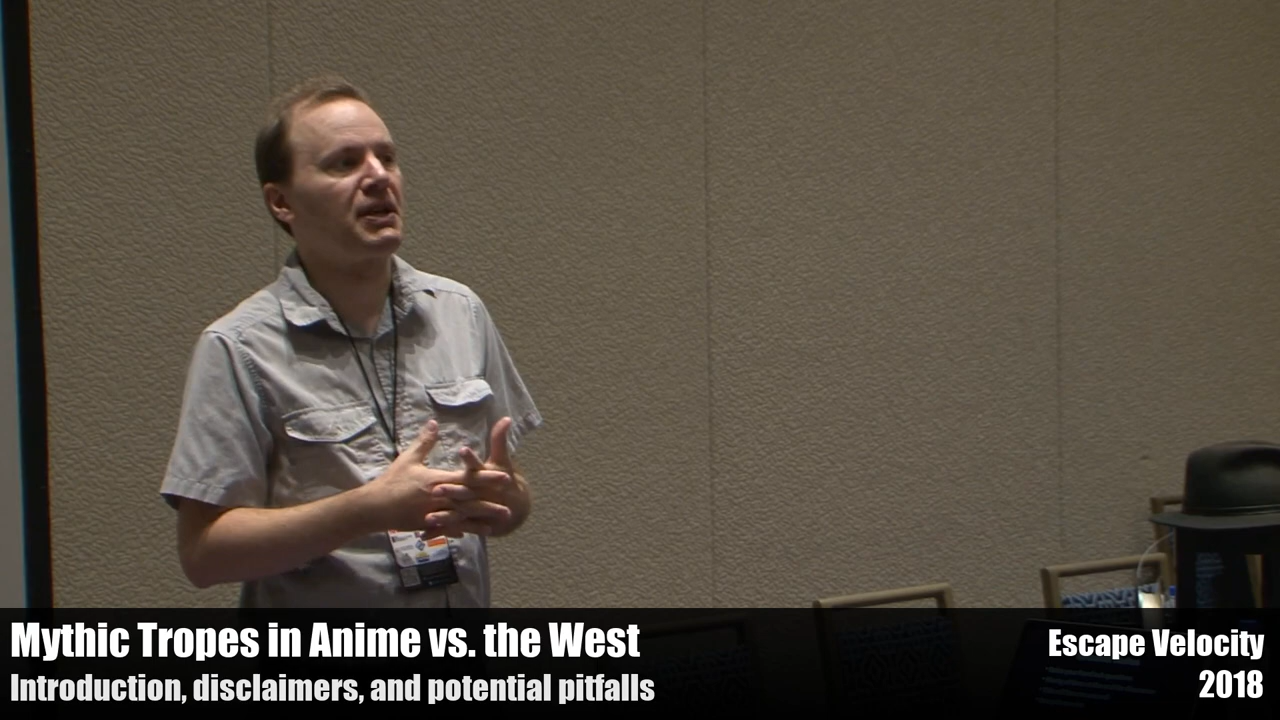 Mythic Tropes in Anime vs. the West
Introduction, disclaimers, and potential pitfalls
Escape Velocity
2018